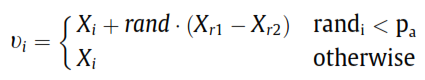 υᵢ = { Xᵢ + rand · (Xᵣ₁ − Xᵣ₂)   randᵢ < pₐ
Xᵢ   otherwise